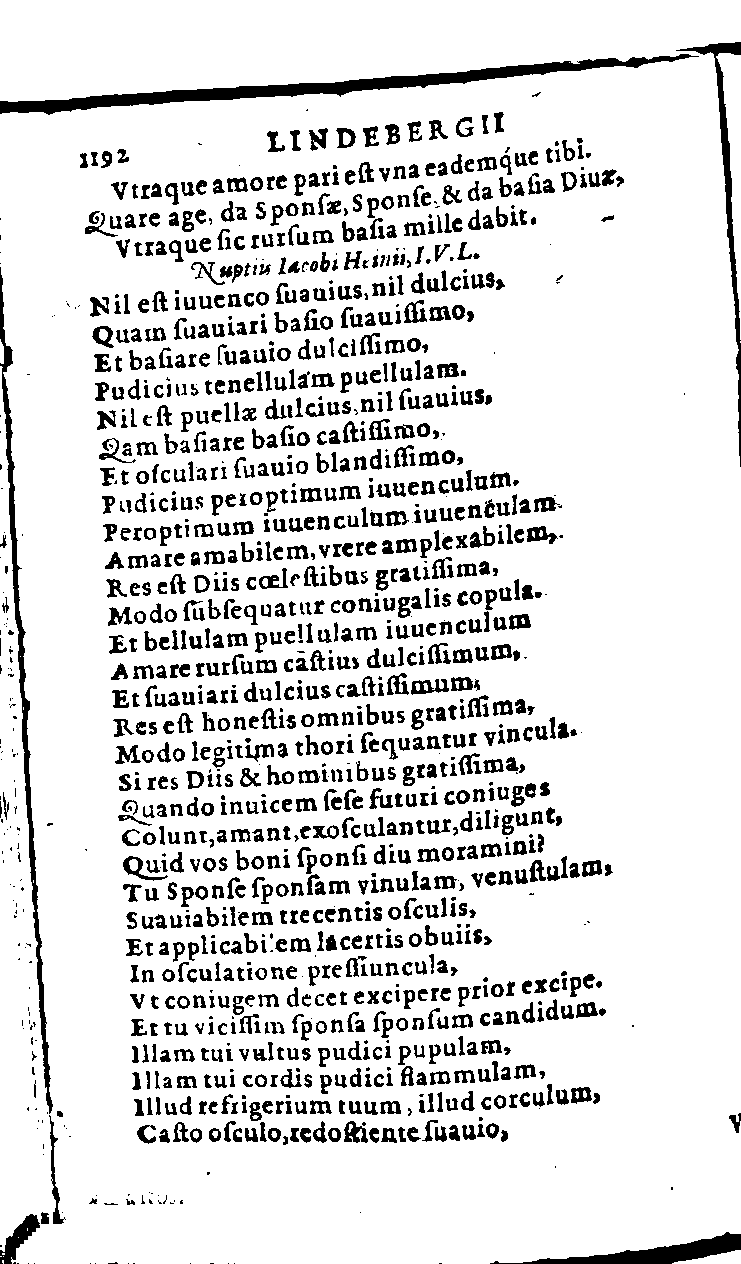 1192 LINDEBERGII
Vtraque amore pari eſt vna eademq́ue tibi.
Quare age, da Sponſæ, Sponſe, & da baſia Diuæ,
Vtraque ſic rurſum baſia mille dabit.
Nuptiis Iacobi Heinii, I.V.L.
Nil eſt iuuenco ſuauius, nil dulcius,
Quam ſuauiari baſio ſuauiſſimo,
Et baſiare ſuauio dulciſſimo,
Pudicius tenellulam puellulam.
Nil eſt puellæ dulcius, nil ſuauius,
Qam baſiare baſio caſtiſſimo,
Et oſculari ſuauio blandiſſimo,
Pudicius peroptimum iuuenculum.
Peroptimum iuuenculum iuuenculam
Amare amabilem, vrere amplexabilem,
Res eſt Diis cœleſtibus gratiſſima,
Modo ſubſequatur coniugalis copula.
Et bellulam puellulam iuuenculum
Amare rurſum caſtius dulciſſimum,
Et ſuauiari dulcius caſtiſſimum,
Res eſt honeſtis omnibus gratiſſima,
Modo legitima thori ſequantur vincula.
Si res Diis & hominibus gratiſſima,
Quando inuicem ſeſe futuri coniuges
Colunt, amant, exoſculantur, diligunt,
Quid vos boni ſponſi diu moramini?
Tu Sponſe ſponſam vinulam, venuſtulam,
Suauiabilem trecentis oſculis,
Et applicabilem lacertis obuiis,
In oſculatione preſſiuncula,
Vt coniugem decet excipere prior excipe.
Et tu viciſſim ſponſa ſponſum candidum.
Illam tui vultus pudici pupulam,
Illam tui cordis pudici flammulam,
Illud refrigerium tuum, illud corculum,
Caſto oſculo, redoſtiente ſuauio,